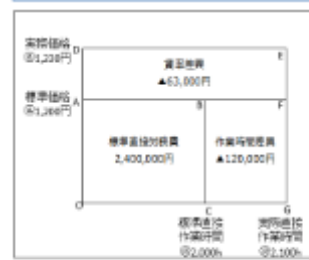 実際価格
@1,230円
D
E
賃率差異
▲63,000円
標準価格
@1,200円
A
B
F
標準直接労務費
2,400,000円
作業時間差異
▲120,000円
O
C
G
標準直接
作業時間
@2,000h
実際直接
作業時間
@2,100h